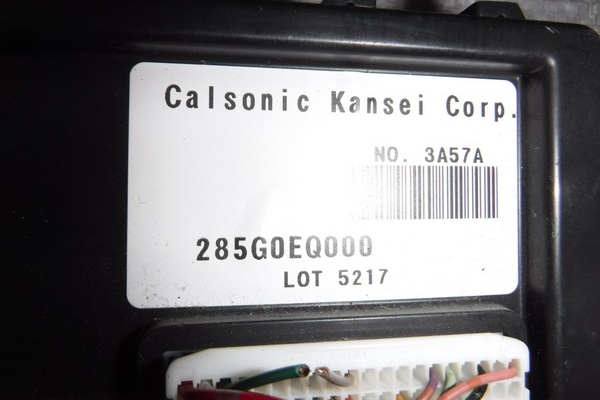 Calsonic Kansei Corp.
NO. 3A57A
285G0EQ000
LOT 5217